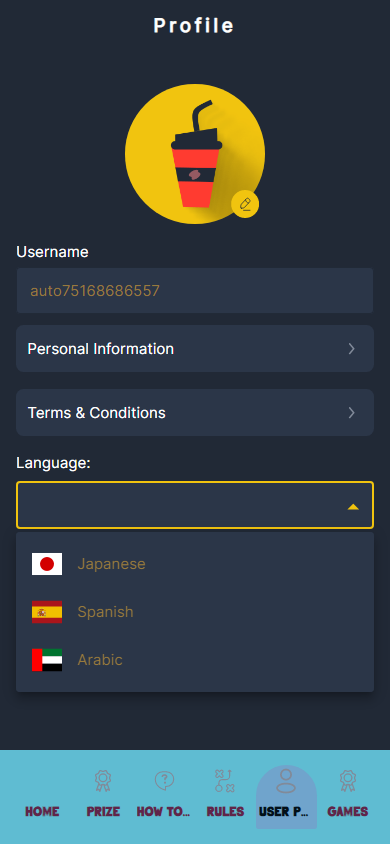 Profile
Username
auto75168686557
Personal Information
Terms & Conditions
Language:
Japanese
Spanish
Arabic
HOME
PRIZE
HOW TO...
RULES
USER P...
GAMES